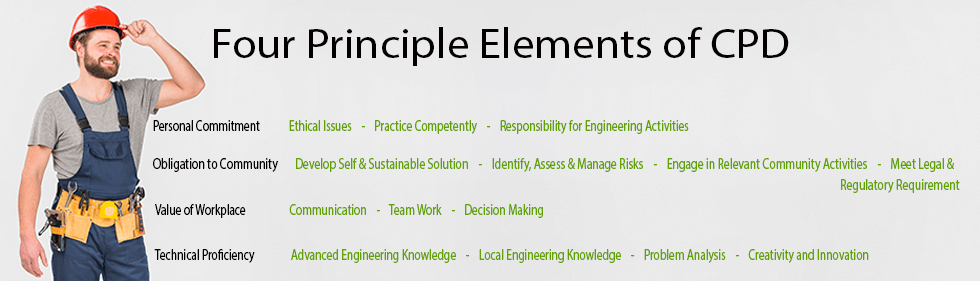 Four Principle Elements of CPD
Personal Commitment Ethical Issues - Practice Competently - Responsibility for Engineering Activities
Obligation to Community Develop Self & Sustainable Solution - Identify, Assess & Manage Risks - Engage in Relevant Community Activities - Meet Legal &
Regulatory Requirement
Value of Workplace Communication - Team Work - Decision Making
Technical Proficiency Advanced Engineering Knowledge - Local Engineering Knowledge - Problem Analysis - Creativity and Innovation